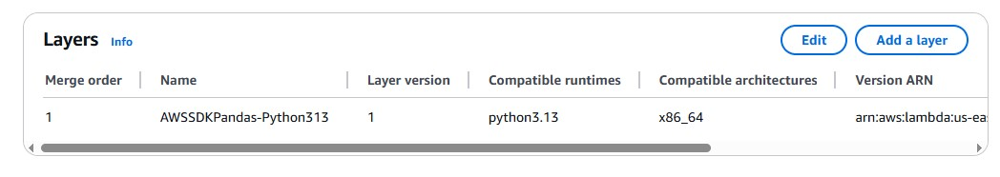 Layers Info Edit Add a layer
Merge order Name Layer version Compatible runtimes Compatible architectures Version ARN
1 AWSSDKPandas-Python313 1 python3.13 x86_64 arn:aws:lambda:us-eas